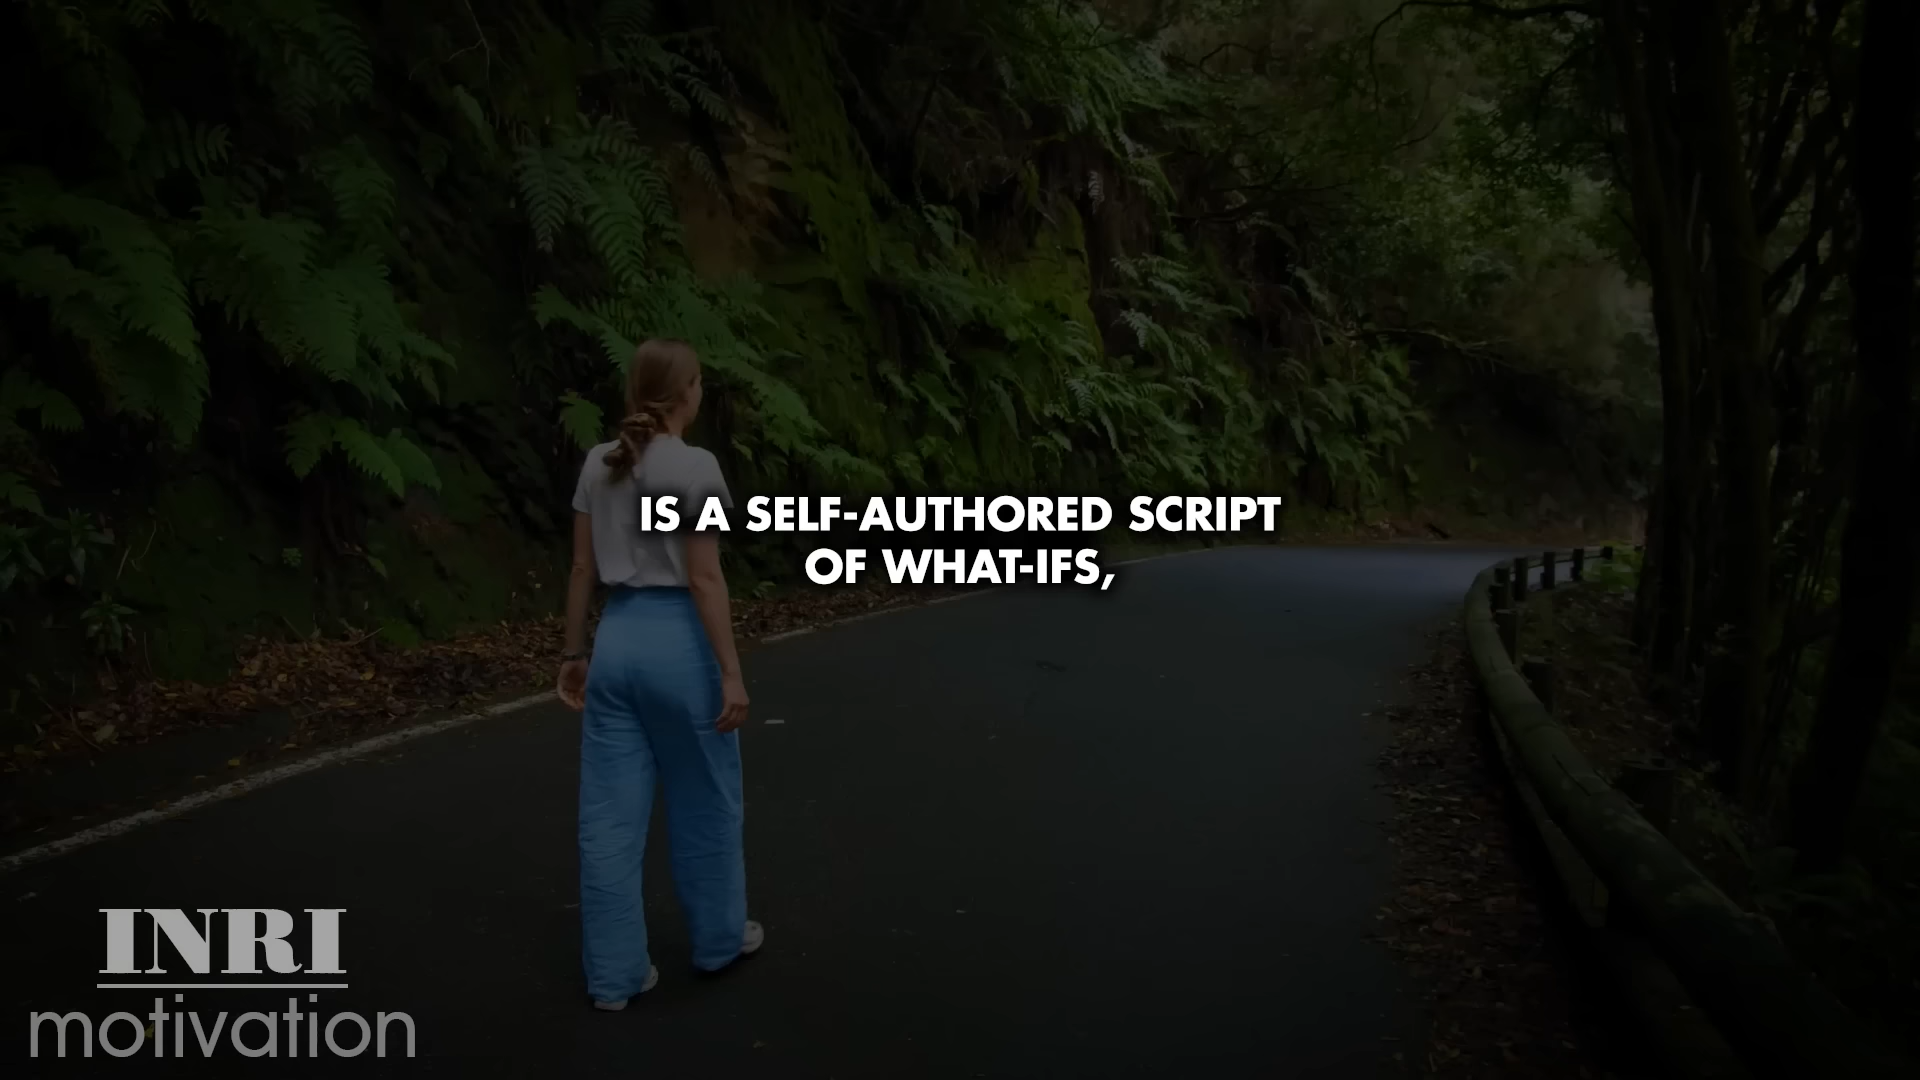 IS A SELF-AUTHORED SCRIPT
OF WHAT-IFS,
INRI
motivation